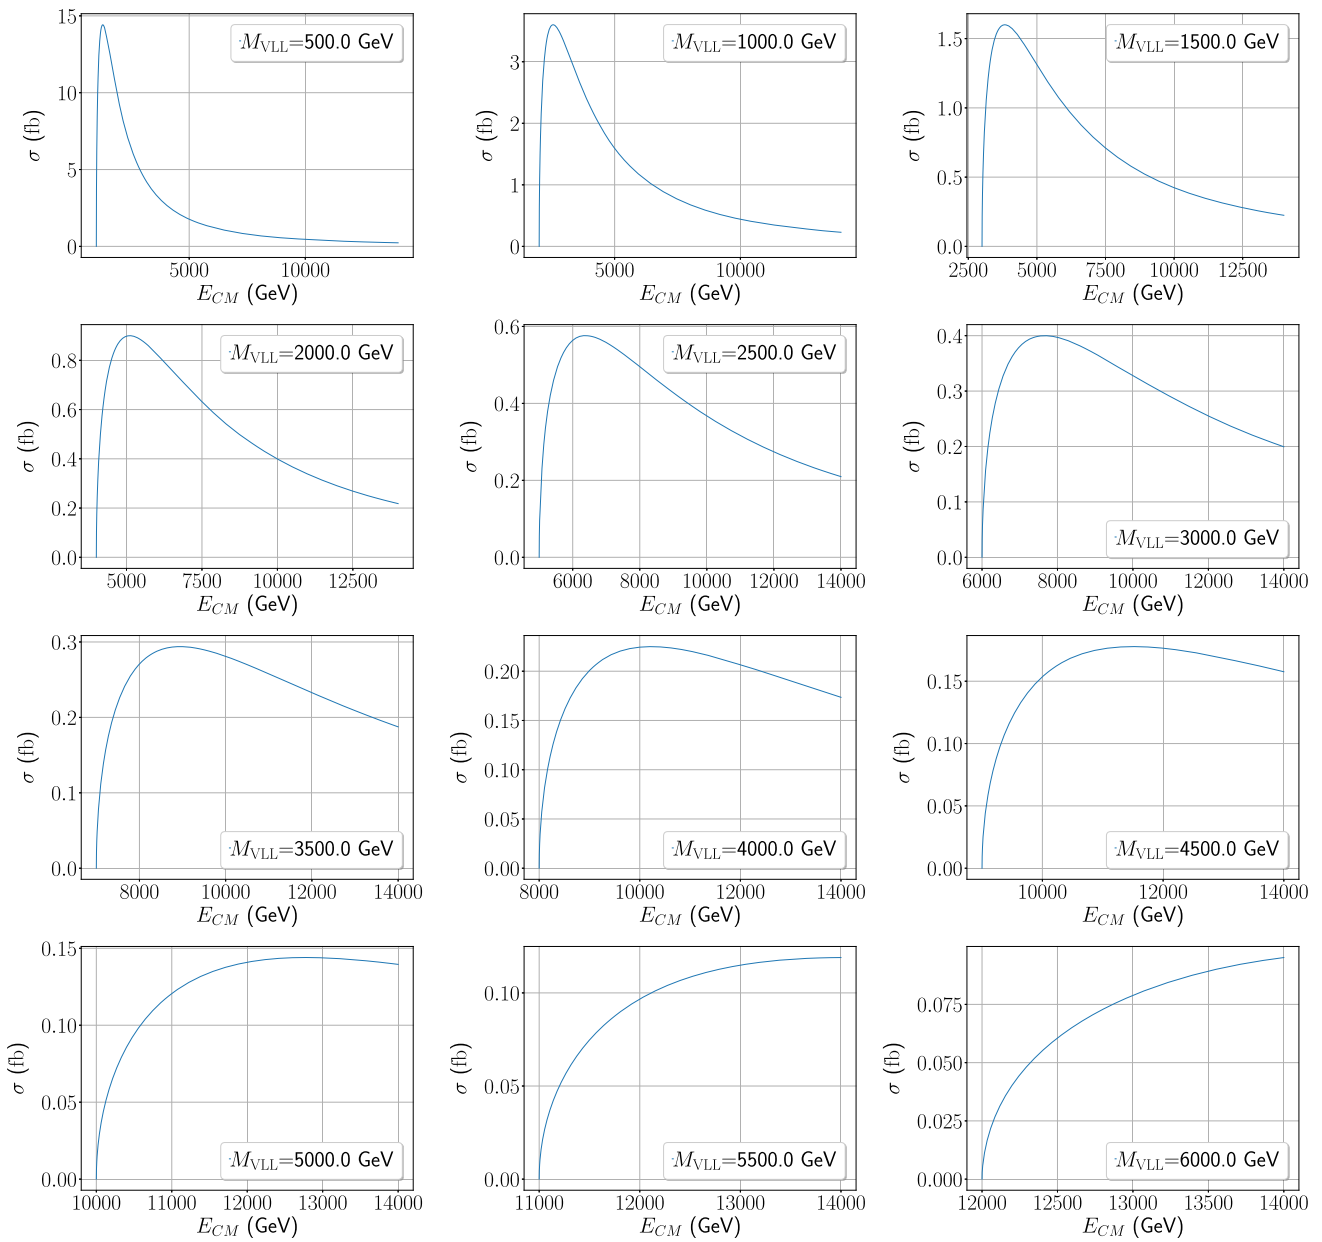 15
10
5
0
σ (fb)
M_VLL=500.0 GeV
5000 10000
E_CM (GeV)
3
2
1
0
σ (fb)
M_VLL=1000.0 GeV
5000 10000
E_CM (GeV)
1.5
1.0
0.5
0.0
σ (fb)
M_VLL=1500.0 GeV
2500 5000 7500 10000 12500
E_CM (GeV)
0.8
0.6
0.4
0.2
0.0
σ (fb)
M_VLL=2000.0 GeV
5000 7500 10000 12500
E_CM (GeV)
0.6
0.4
0.2
0.0
σ (fb)
M_VLL=2500.0 GeV
6000 8000 10000 12000 14000
E_CM (GeV)
0.4
0.3
0.2
0.1
0.0
σ (fb)
M_VLL=3000.0 GeV
6000 8000 10000 12000 14000
E_CM (GeV)
0.3
0.2
0.1
0.0
σ (fb)
M_VLL=3500.0 GeV
8000 10000 12000 14000
E_CM (GeV)
0.20
0.15
0.10
0.05
0.00
σ (fb)
M_VLL=4000.0 GeV
8000 10000 12000 14000
E_CM (GeV)
0.15
0.10
0.05
0.00
σ (fb)
M_VLL=4500.0 GeV
10000 12000 14000
E_CM (GeV)
0.15
0.10
0.05
0.00
σ (fb)
M_VLL=5000.0 GeV
10000 11000 12000 13000 14000
E_CM (GeV)
0.10
0.05
0.00
σ (fb)
M_VLL=5500.0 GeV
11000 12000 13000 14000
E_CM (GeV)
0.075
0.050
0.025
0.000
σ (fb)
M_VLL=6000.0 GeV
12000 12500 13000 13500 14000
E_CM (GeV)